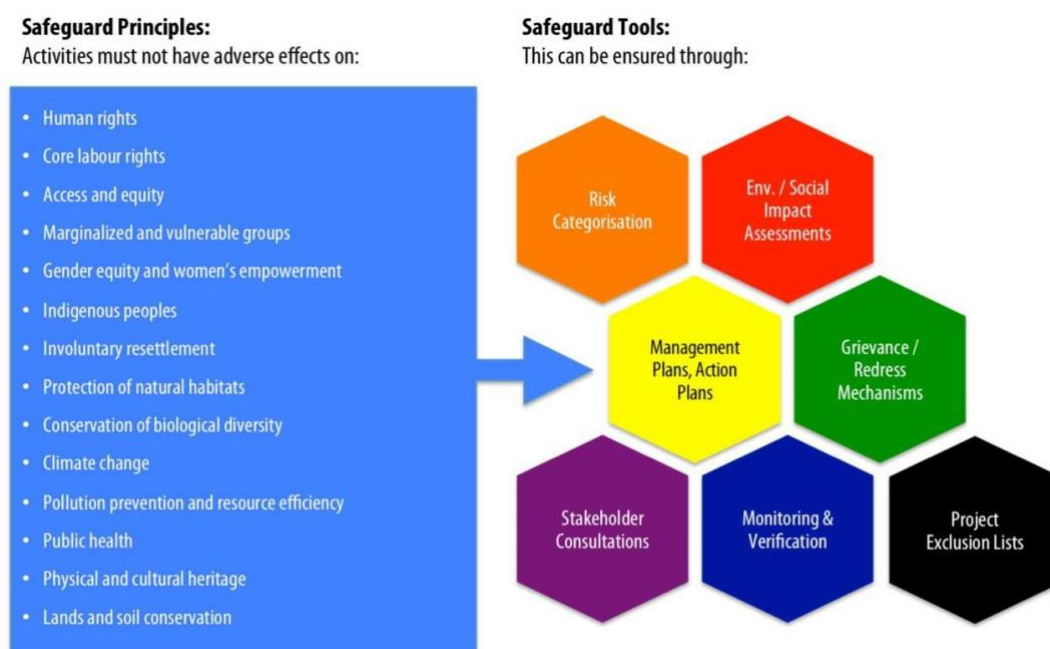 Safeguard Principles:
Activities must not have adverse effects on:
• Human rights
• Core labour rights
• Access and equity
• Marginalized and vulnerable groups
• Gender equity and women's empowerment
• Indigenous peoples
• Involuntary resettlement
• Protection of natural habitats
• Conservation of biological diversity
• Climate change
• Pollution prevention and resource efficiency
• Public health
• Physical and cultural heritage
• Lands and soil conservation
Safeguard Tools:
This can be ensured through:
Risk
Categorisation
Env. / Social
Impact
Assessments
Management
Plans, Action
Plans
Grievance /
Redress
Mechanisms
Stakeholder
Consultations
Monitoring &
Verification
Project
Exclusion Lists